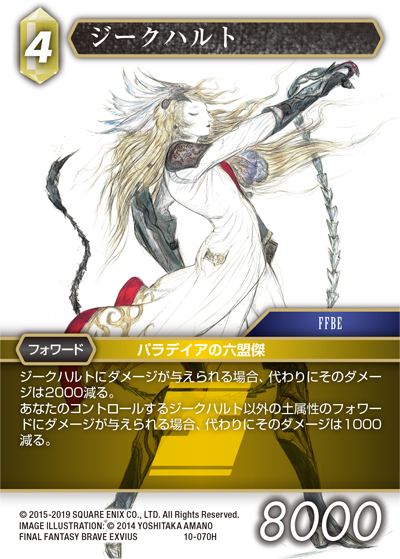 4
ジークハルト
FFBE
フォワード
パラデイアの六盟傑
ジークハルトにダメージが与えられる場合、代わりにそのダメー
ジは2000減る。
あなたのコントロールするジークハルト以外の土属性のフォワー
ドにダメージが与えられる場合、代わりにそのダメージは1000
減る。
© 2015-2019 SQUARE ENIX CO., LTD. All Rights Reserved.
IMAGE ILLUSTRATION: © 2014 YOSHITAKA AMANO
FINAL FANTASY BRAVE EXVIUS 10-070H
8000